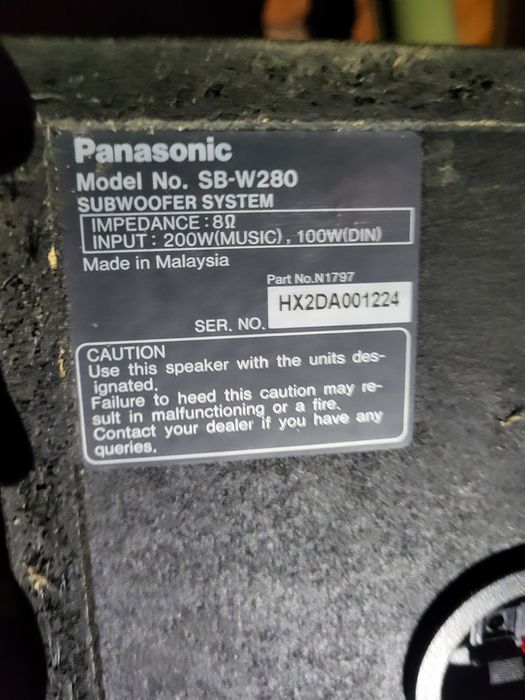 Panasonic
Model No. SB-W280
SUBWOOFER SYSTEM
IMPEDANCE : 8Ω
INPUT : 200W(MUGIC) , 100W(DIN)
Made in Malaysia
Part No.N1797
SER. NO. HX2DA001224
CAUTION
Use this speaker with the units des-
ignated.
Failure to heed this caution may re-
sult in malfunctioning or a fire.
Contact your dealer if you have any
queries.